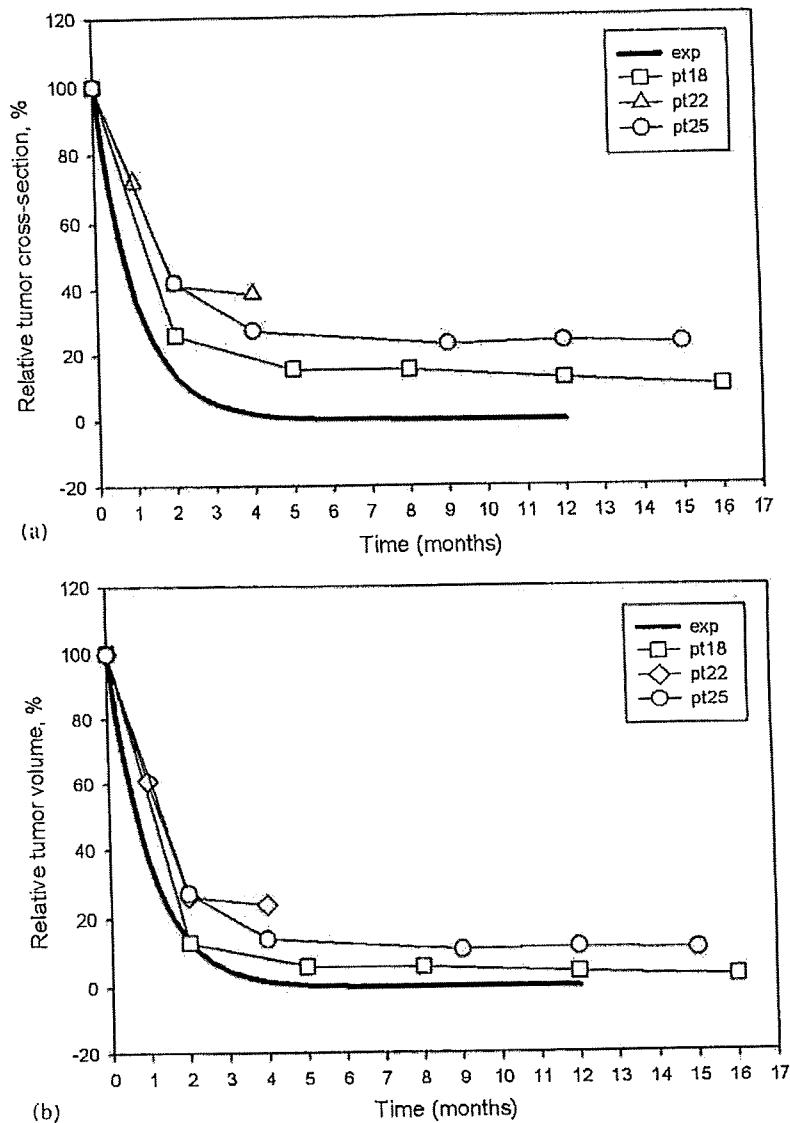 120
100
80
60
40
20
0
-20
Relative tumor cross-section, %
exp
pt18
pt22
pt25
0 1 2 3 4 5 6 7 8 9 10 11 12 13 14 15 16 17
Time (months)
(a)
120
100
80
60
40
20
0
-20
Relative tumor volume, %
exp
pt18
pt22
pt25
0 1 2 3 4 5 6 7 8 9 10 11 12 13 14 15 16 17
Time (months)
(b)